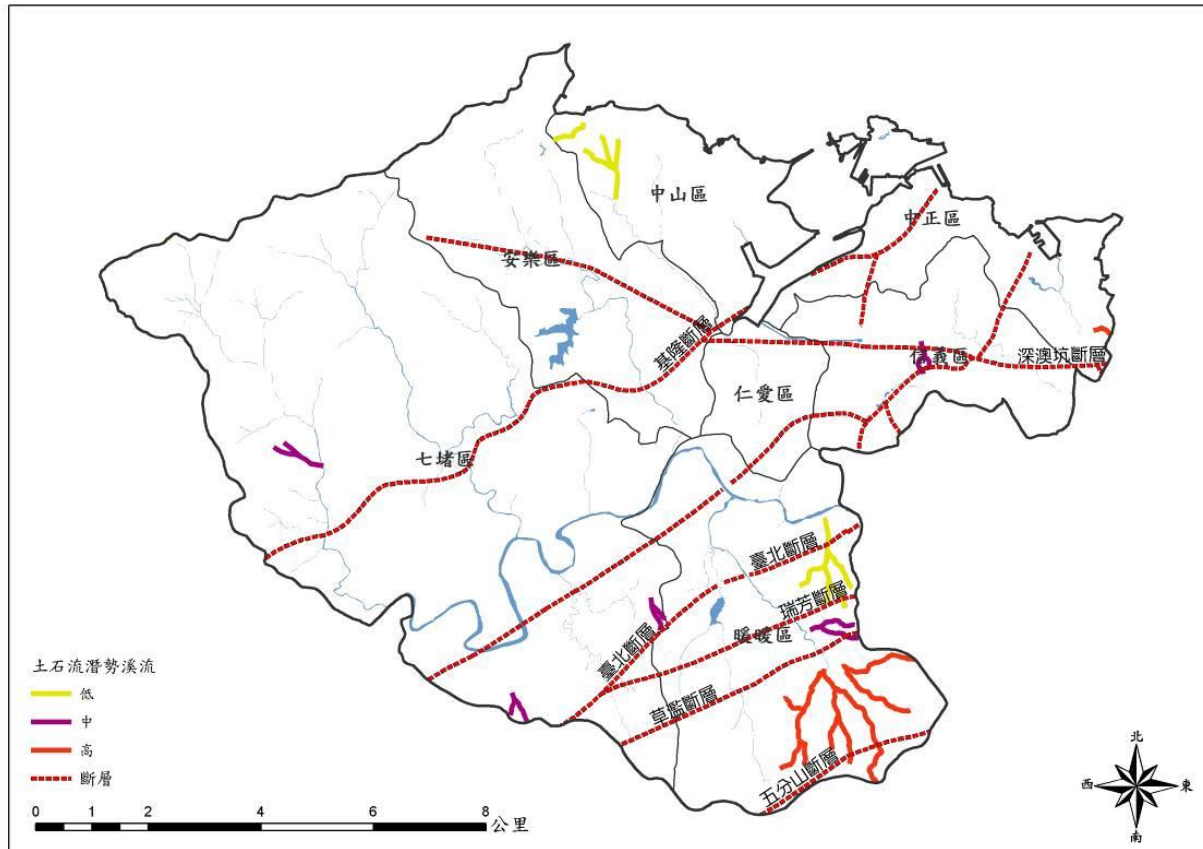 中山區
中正區
安樂區
基隆斷層
信義區
深澳坑斷層
仁愛區
七堵區
臺北斷層
瑞芳斷層
暖暖區
臺北斷層
草濫斷層
五分山斷層
土石流潛勢溪流
低
中
高
斷層
0 1 2 4 6 8 公里
北
西 東
南